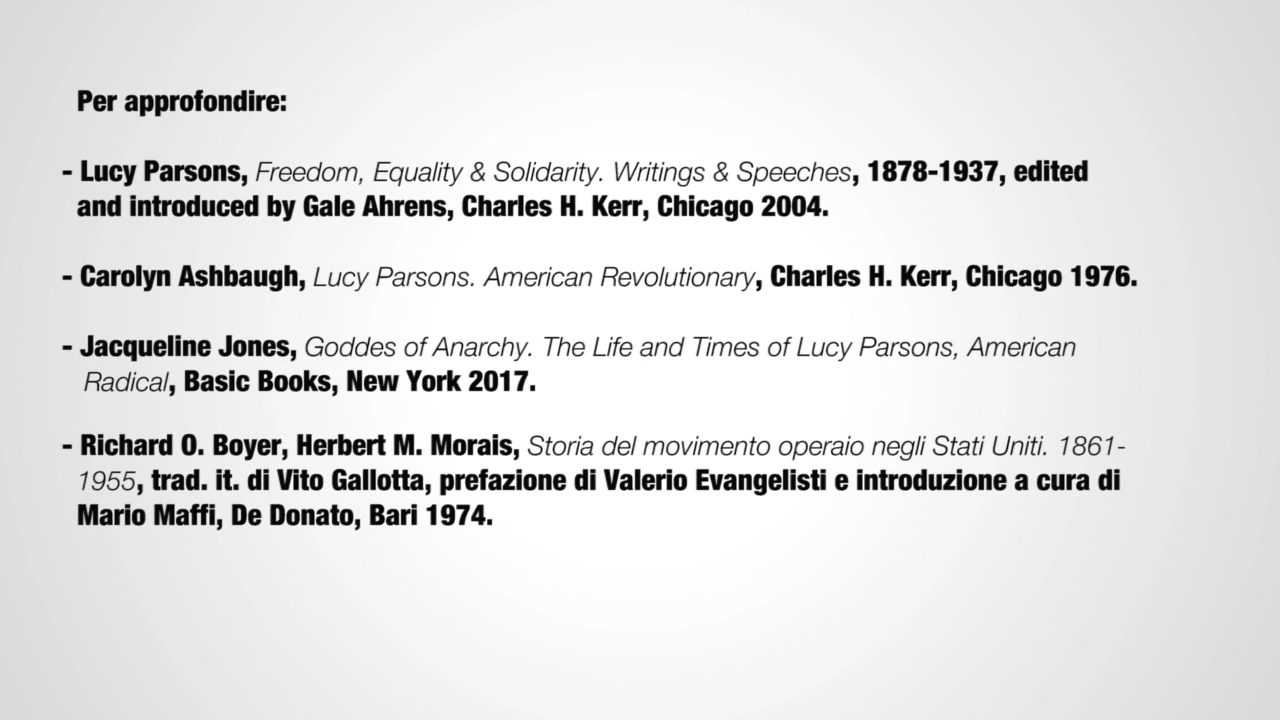 Per approfondire:
- Lucy Parsons, Freedom, Equality & Solidarity. Writings & Speeches, 1878-1937, edited
and introduced by Gale Ahrens, Charles H. Kerr, Chicago 2004.
- Carolyn Ashbaugh, Lucy Parsons. American Revolutionary, Charles H. Kerr, Chicago 1976.
- Jacqueline Jones, Goddes of Anarchy. The Life and Times of Lucy Parsons, American
Radical, Basic Books, New York 2017.
- Richard O. Boyer, Herbert M. Morais, Storia del movimento operaio negli Stati Uniti. 1861-
1955, trad. it. di Vito Gallotta, prefazione di Valerio Evangelisti e introduzione a cura di
Mario Maffi, De Donato, Bari 1974.